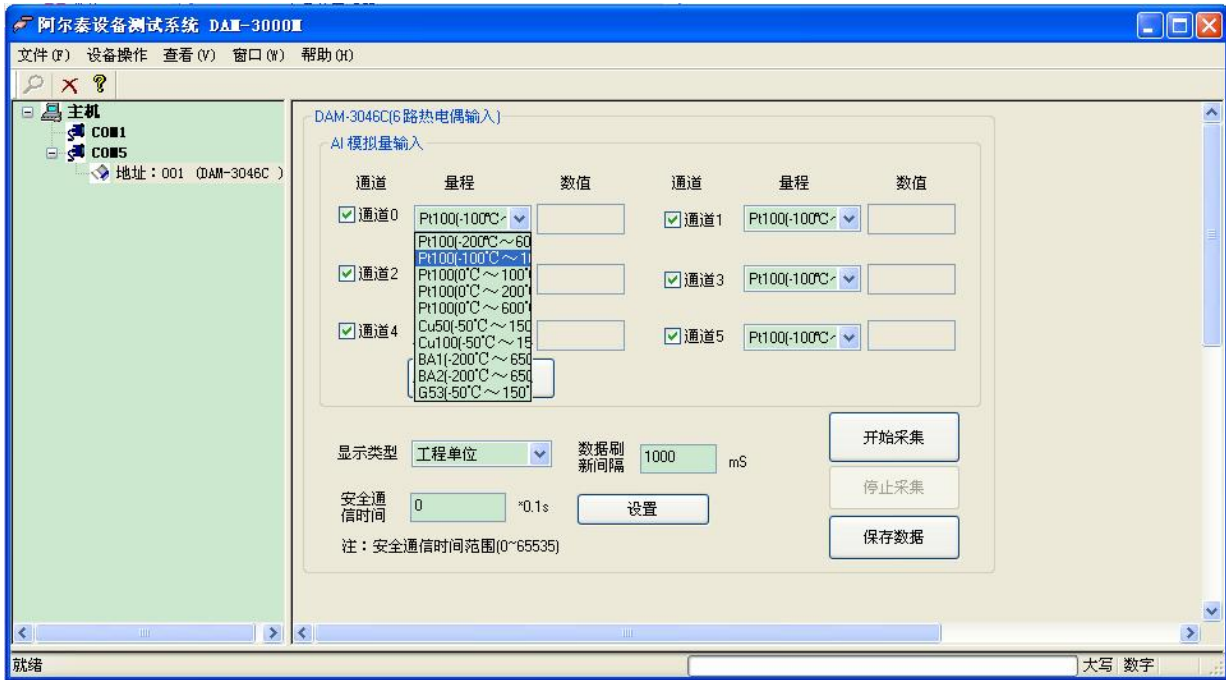 阿尔泰设备测试系统 DAM-3000M
文件(F) 设备操作 查看(V) 窗口(W) 帮助(H)
主机
COM1
COM5
地址：001 (DAM-3046C )
DAM-3046C(6路热电偶输入)
AI 模拟量输入
通道 量程 数值 通道 量程 数值
通道0 Pt100(-100℃~ 通道1 Pt100(-100℃~
Pt100(-200℃～60
Pt100(-100℃～1
通道2 Pt100(0℃～100 通道3 Pt100(-100℃~
Pt100(0℃～200
Pt100(0℃～600
通道4 Cu50(-50℃～150 通道5 Pt100(-100℃~
Cu100(-50℃～15
BA1(-200℃～650
BA2(-200℃～650
G53(-50℃～150
显示类型 工程单位 数据刷新间隔 1000 mS
开始采集
停止采集
安全通信时间 0 *0.1s 设置
保存数据
注：安全通信时间范围(0~65535)
就绪 大写 数字